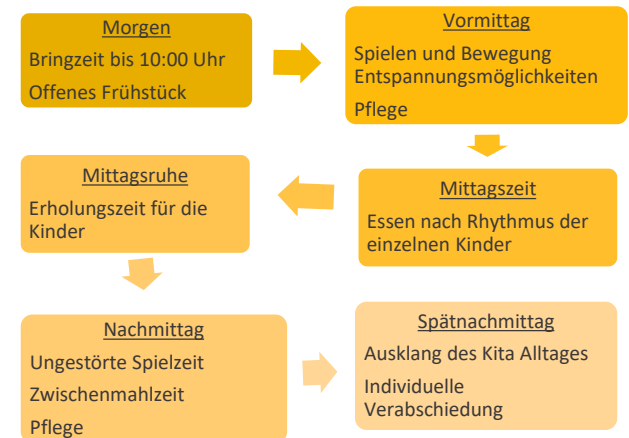 Morgen
Bringzeit bis 10:00 Uhr
Offenes Frühstück
Vormittag
Spielen und Bewegung
Entspannungsmöglichkeiten
Pflege
Mittagszeit
Essen nach Rhythmus der
einzelnen Kinder
Mittagsruhe
Erholungszeit für die
Kinder
Nachmittag
Ungestörte Spielzeit
Zwischenmahlzeit
Pflege
Spätnachmittag
Ausklang des Kita Alltages
Individuelle
Verabschiedung